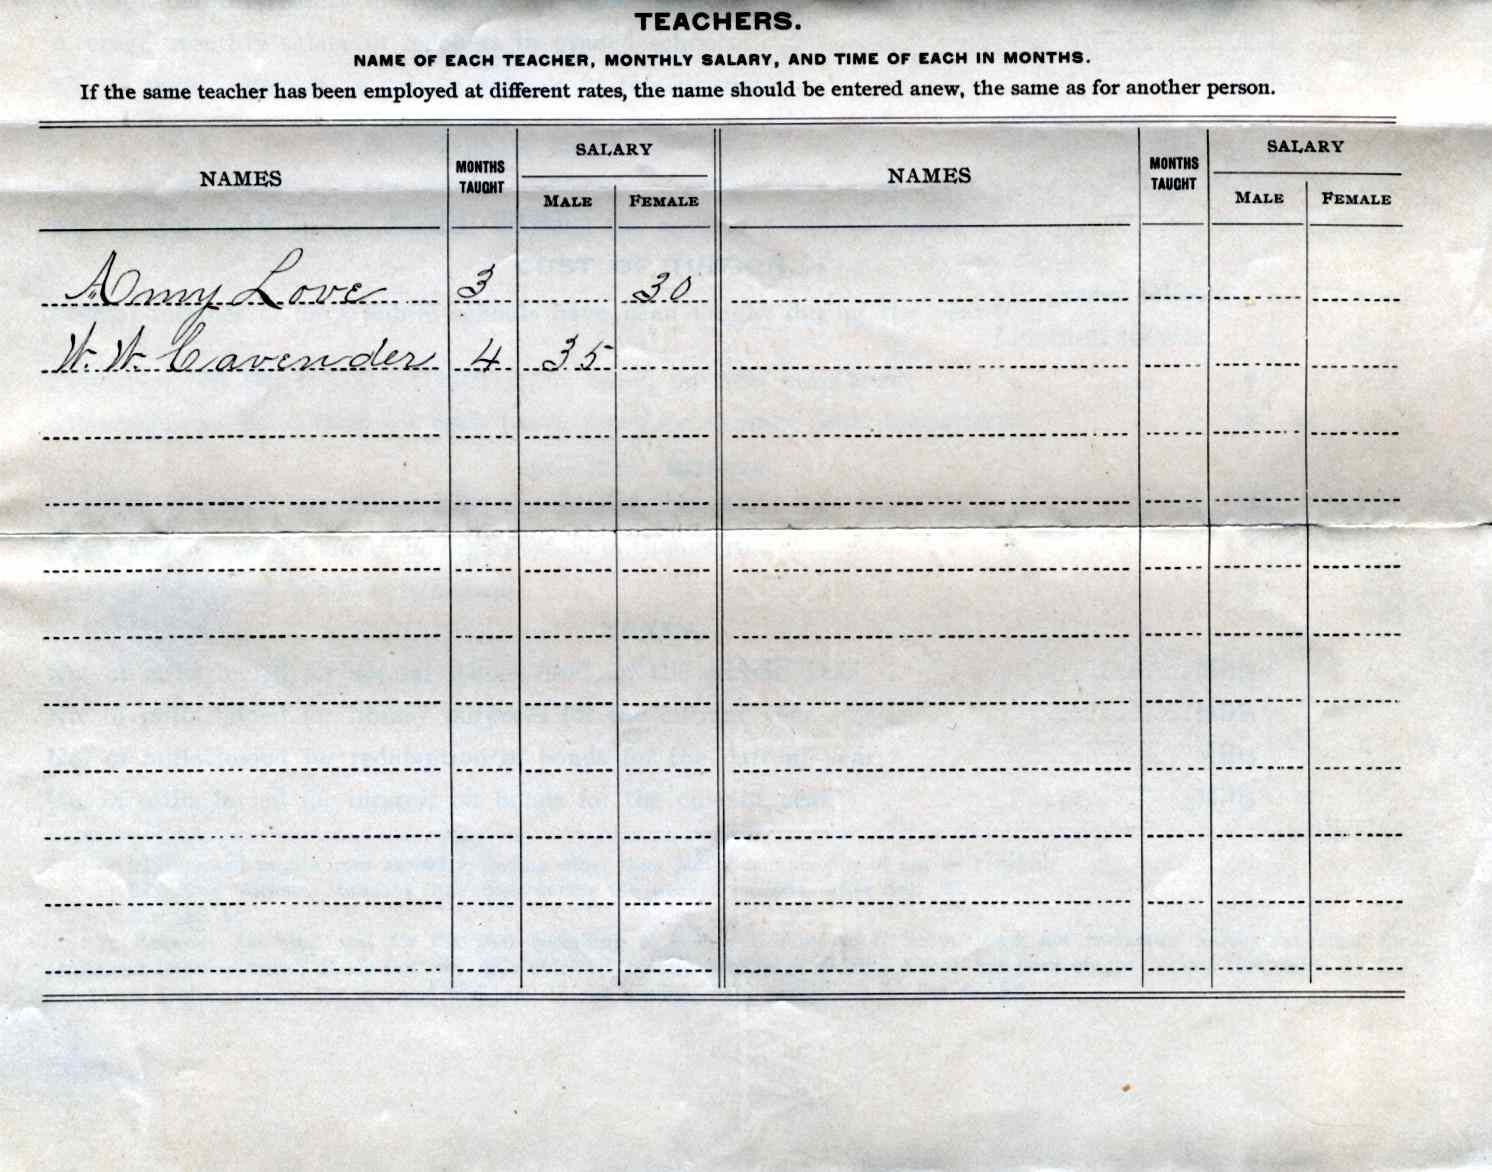 TEACHERS.
NAME OF EACH TEACHER, MONTHLY SALARY, AND TIME OF EACH IN MONTHS.
If the same teacher has been employed at different rates, the name should be entered anew, the same as for another person.
NAMES MONTHS TAUGHT SALARY MALE FEMALE NAMES MONTHS TAUGHT SALARY MALE FEMALE
Amy Love 3 30
W. W. Cavender 4 35